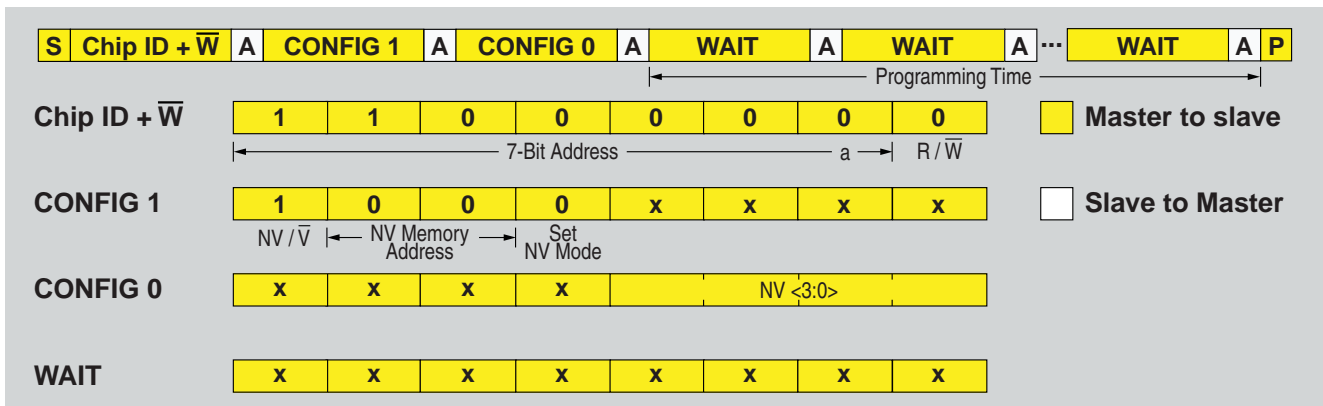 S Chip ID + W̅ A CONFIG 1 A CONFIG 0 A WAIT A WAIT A ... WAIT A P
Programming Time
Chip ID + W̅ 1 1 0 0 0 0 0 0 Master to slave
7-Bit Address a R / W̅
CONFIG 1 1 0 0 0 x x x x Slave to Master
NV / V̅ NV Memory Set
Address NV Mode
CONFIG 0 x x x x NV <3:0>
WAIT x x x x x x x x